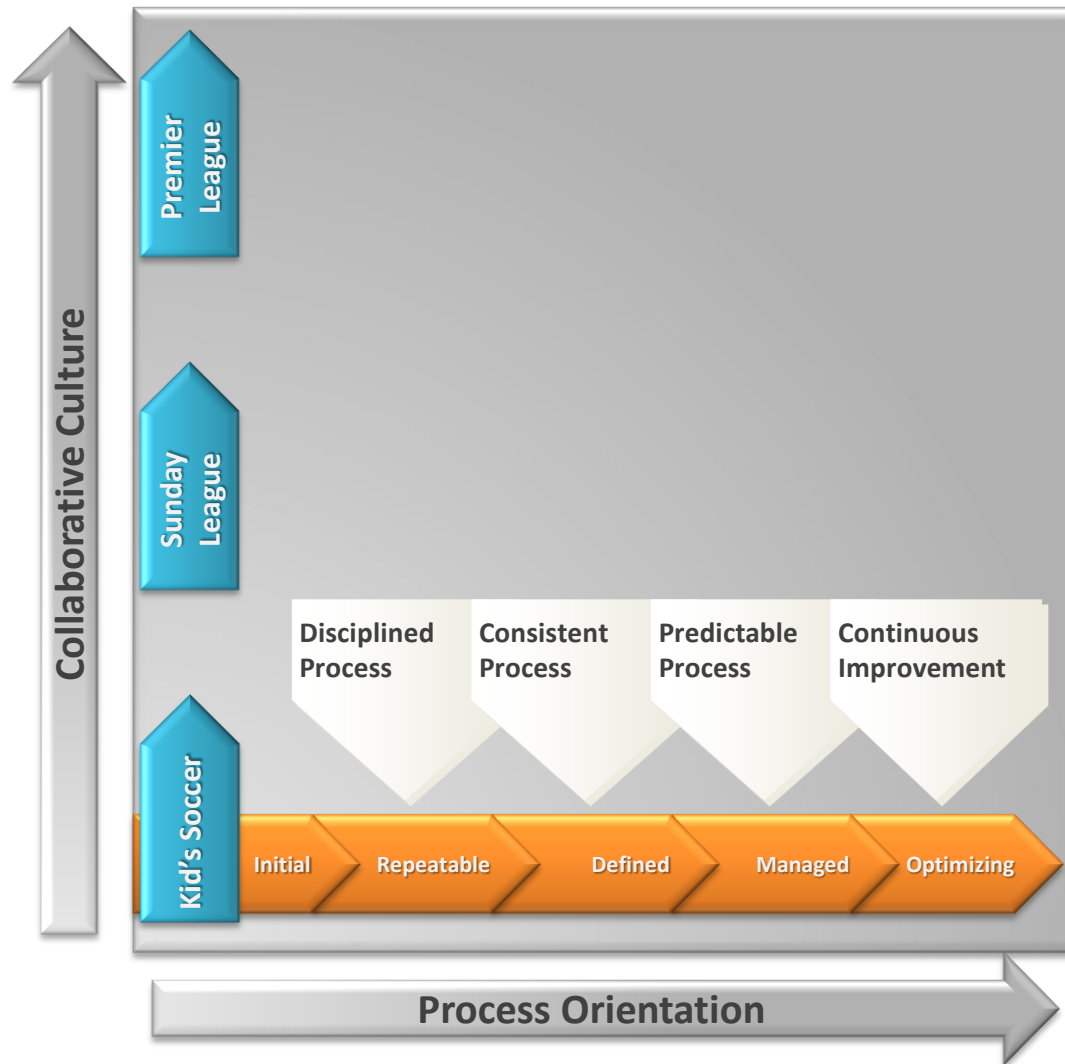 Collaborative Culture
Premier
League
Sunday
League
Kid's Soccer
Disciplined
Process
Consistent
Process
Predictable
Process
Continuous
Improvement
Initial
Repeatable
Defined
Managed
Optimizing
Process Orientation